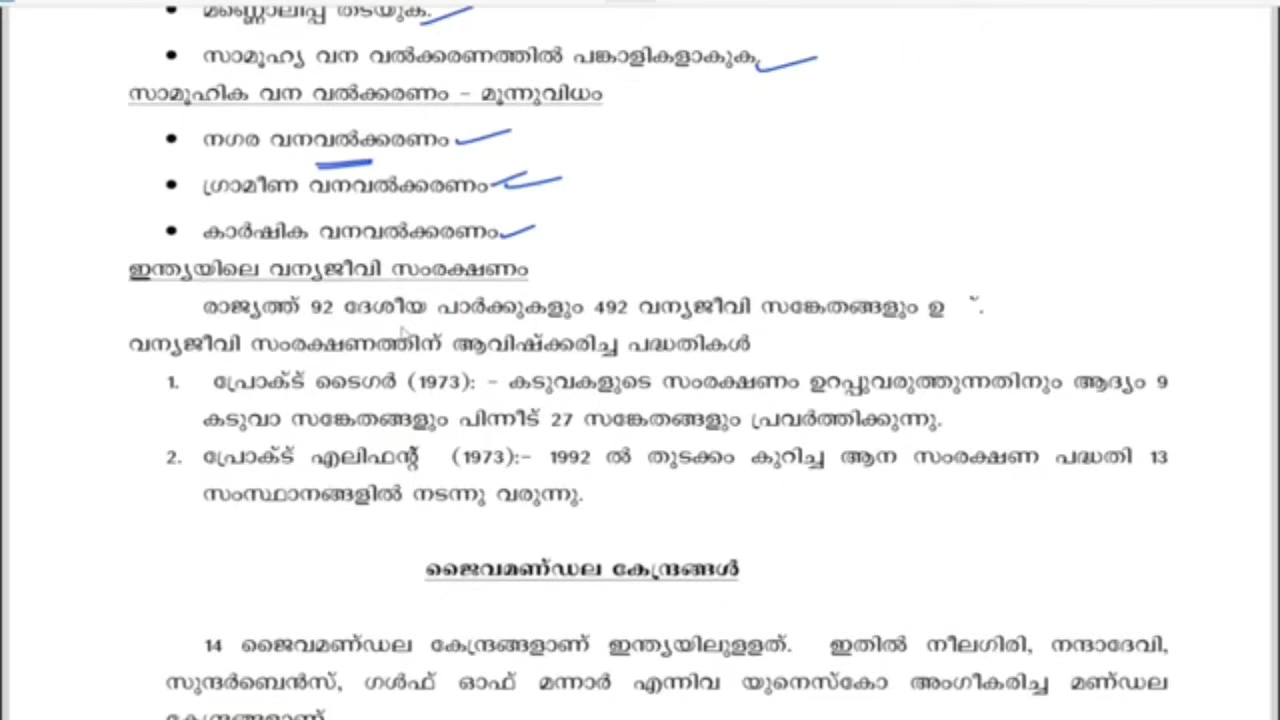 • മണ്ണൊലിപ്പ് തടയുക.
• സാമൂഹ്യ വന വൽക്കരണത്തിൽ പങ്കാളികളാകുക.
സാമൂഹിക വന വൽക്കരണം - മൂന്നുവിധം
• നഗര വനവൽക്കരണം
• ഗ്രാമീണ വനവൽക്കരണം
• കാർഷിക വനവൽക്കരണം
ഇന്ത്യയിലെ വന്യജീവി സംരക്ഷണം
രാജ്യത്ത് 92 ദേശീയ പാർക്കുകളും 492 വന്യജീവി സങ്കേതങ്ങളും
വന്യജീവി സംരക്ഷണത്തിന് ആവിഷ്ക്കരിച്ച പദ്ധതികൾ
1. പ്രോക്ട് ടൈഗർ (1973): - കടുവകളുടെ സംരക്ഷണം ഉറപ്പുവരുത്തുന്നതിനും ആദ്യം 9
കടുവാ സങ്കേതങ്ങളും പിന്നീട് 27 സങ്കേതങ്ങളും പ്രവർത്തിക്കുന്നു.
2. പ്രോക്ട് എലിഫന്റ് (1973):- 1992 ൽ തുടക്കം കുറിച്ച ആന സംരക്ഷണ പദ്ധതി 13
സംസ്ഥാനങ്ങളിൽ നടന്നു വരുന്നു.
ജൈവമണ്ഡല കേന്ദ്രങ്ങൾ
14 ജൈവമണ്ഡല കേന്ദ്രങ്ങളാണ് ഇന്ത്യയിലുളളത്. ഇതിൽ നീലഗിരി, നന്ദാദേവി,
സുന്ദർബെൻസ്, ഗൾഫ് ഓഫ് മന്നാർ എന്നിവ യുനെസ്കോ അംഗീകരിച്ച മണ്ഡല
കേന്ദ്രങ്ങളാണ്